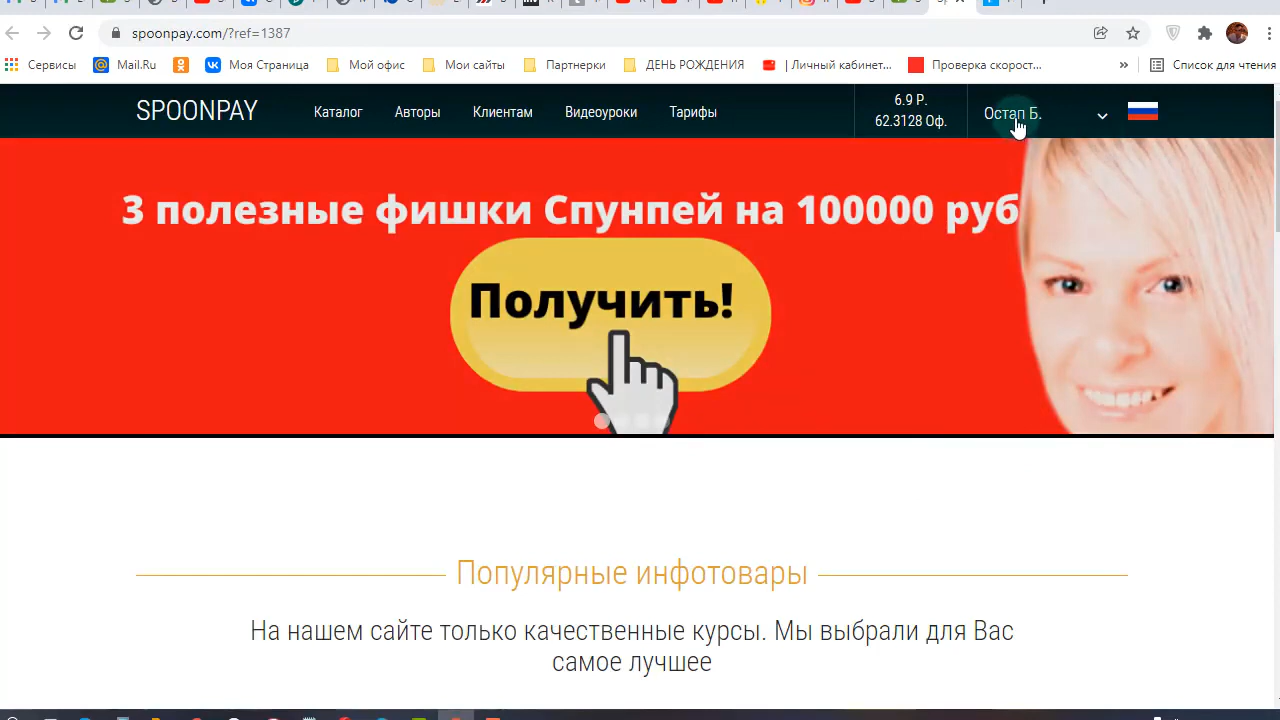 spoonpay.com/?ref=1387
Сервисы Mail.Ru Моя Страница Мой офис Мои сайты Партнерки ДЕНЬ РОЖДЕНИЯ | Личный кабинет... Проверка скорост... » Список для чтения
SPOONPAY Каталог Авторы Клиентам Видеоуроки Тарифы
6.9 Р.
62.3128 Оф.
Остап Б.
3 полезные фишки Спунпей на 100000 руб
Получить!
Популярные инфотовары
На нашем сайте только качественные курсы. Мы выбрали для Вас
самое лучшее